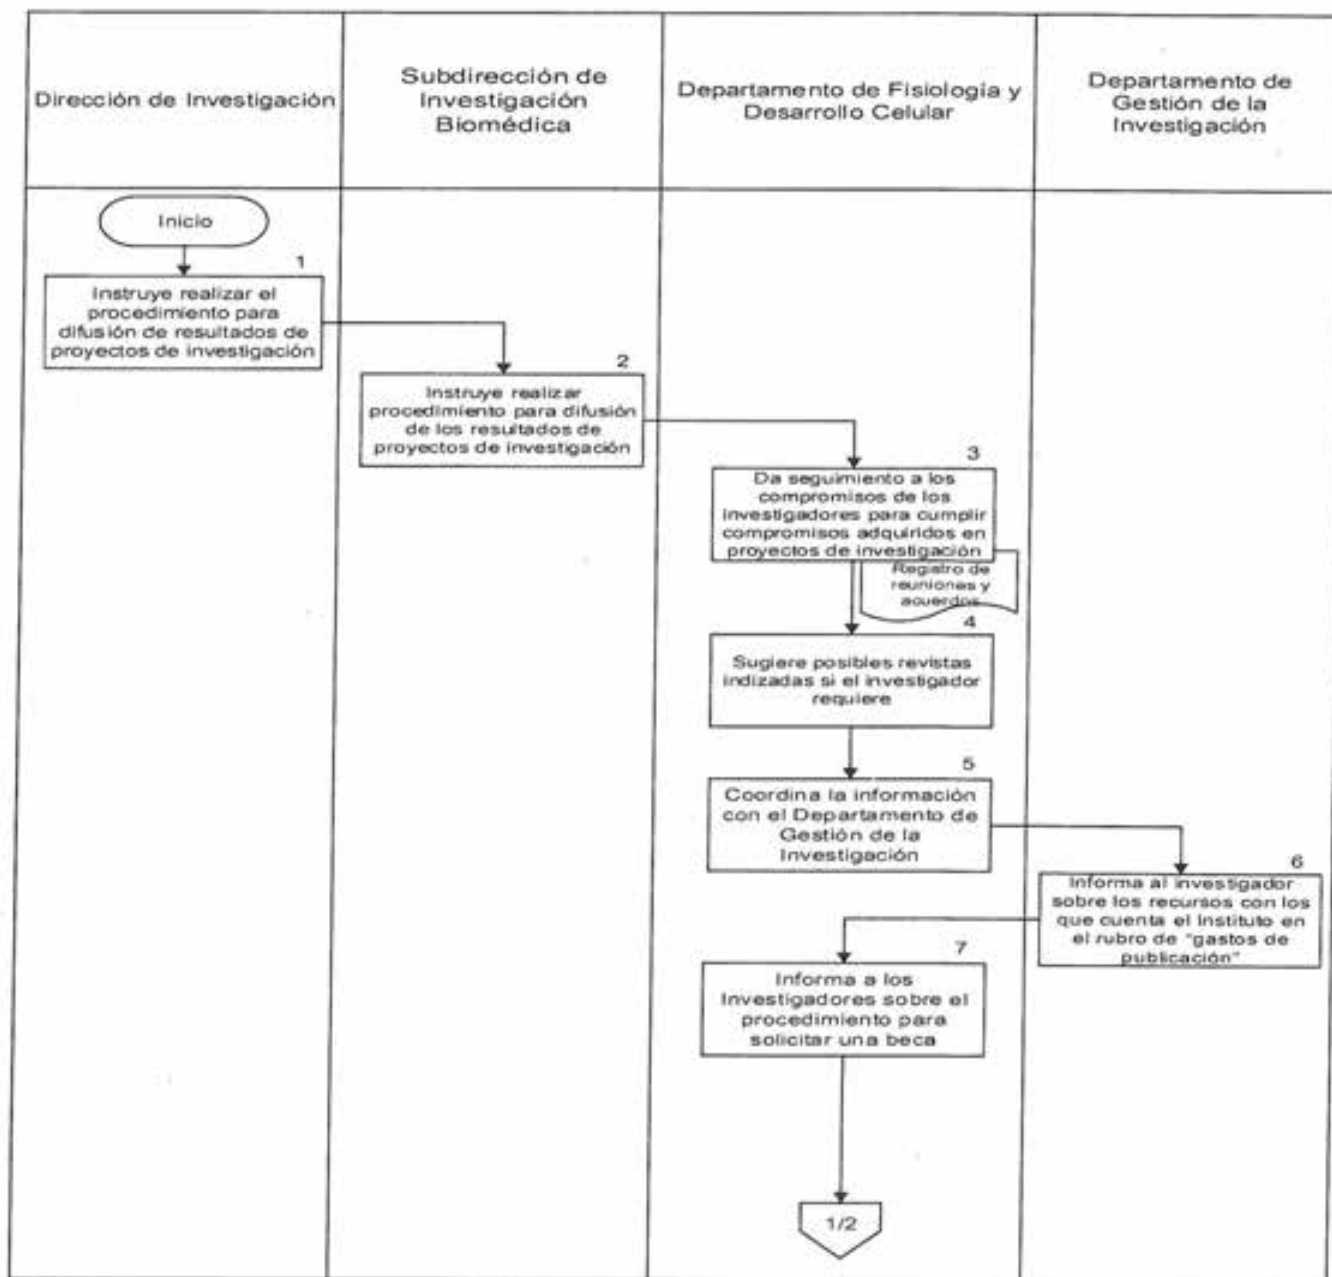 Dirección de Investigación
Subdirección de
Investigación
Biomédica
Departamento de Fisiología y
Desarrollo Celular
Departamento de
Gestión de la
Investigación
Inicio
1
Instruye realizar el
procedimiento para
difusión de resultados de
proyectos de investigación
2
Instruye realizar
procedimiento para difusión
de los resultados de
proyectos de investigación
3
Da seguimiento a los
compromisos de los
investigadores para cumplir
compromisos adquiridos en
proyectos de investigación
Registro de
reuniones y
acuerdos
4
Sugiere posibles revistas
indizadas si el investigador
requiere
5
Coordina la información
con el Departamento de
Gestión de la
Investigación
6
Informa al investigador
sobre los recursos con los
que cuenta el Instituto en
el rubro de "gastos de
publicación"
7
Informa a los
Investigadores sobre el
procedimiento para
solicitar una beca
1/2